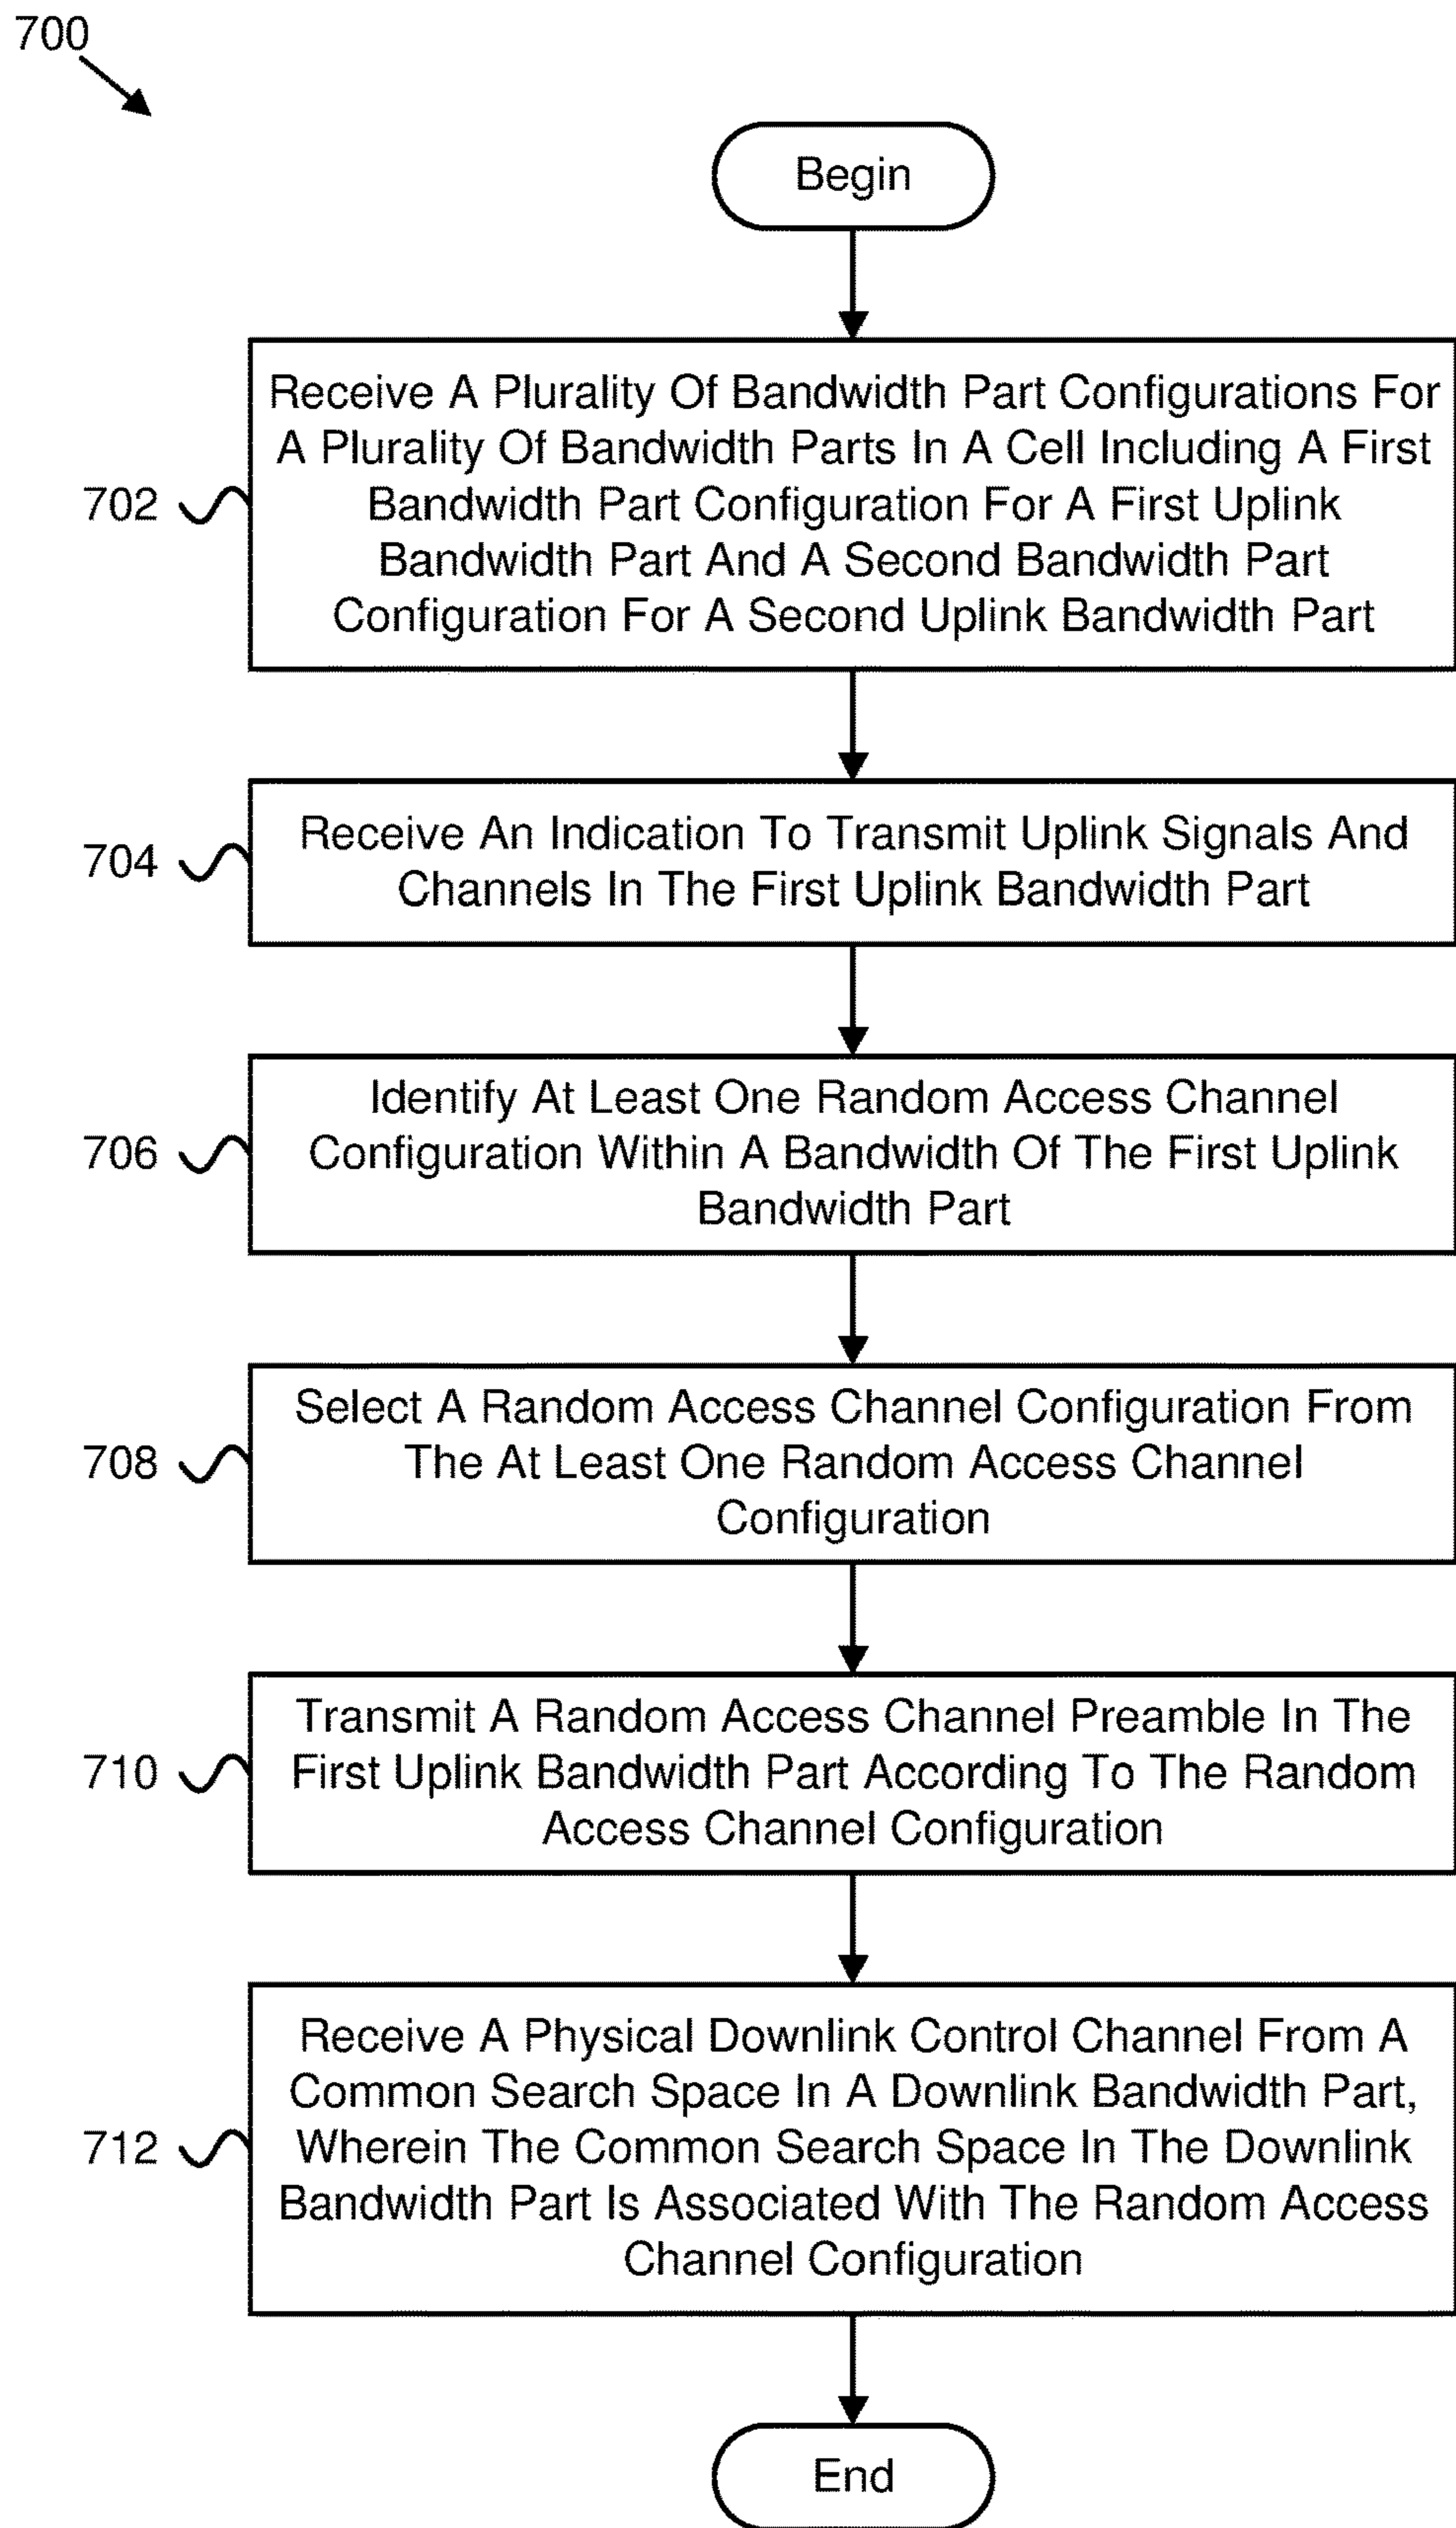 700
Begin
702
Receive A Plurality Of Bandwidth Part Configurations For
A Plurality Of Bandwidth Parts In A Cell Including A First
Bandwidth Part Configuration For A First Uplink
Bandwidth Part And A Second Bandwidth Part
Configuration For A Second Uplink Bandwidth Part
704
Receive An Indication To Transmit Uplink Signals And
Channels In The First Uplink Bandwidth Part
706
Identify At Least One Random Access Channel
Configuration Within A Bandwidth Of The First Uplink
Bandwidth Part
708
Select A Random Access Channel Configuration From
The At Least One Random Access Channel
Configuration
710
Transmit A Random Access Channel Preamble In The
First Uplink Bandwidth Part According To The Random
Access Channel Configuration
712
Receive A Physical Downlink Control Channel From A
Common Search Space In A Downlink Bandwidth Part,
Wherein The Common Search Space In The Downlink
Bandwidth Part Is Associated With The Random Access
Channel Configuration
End